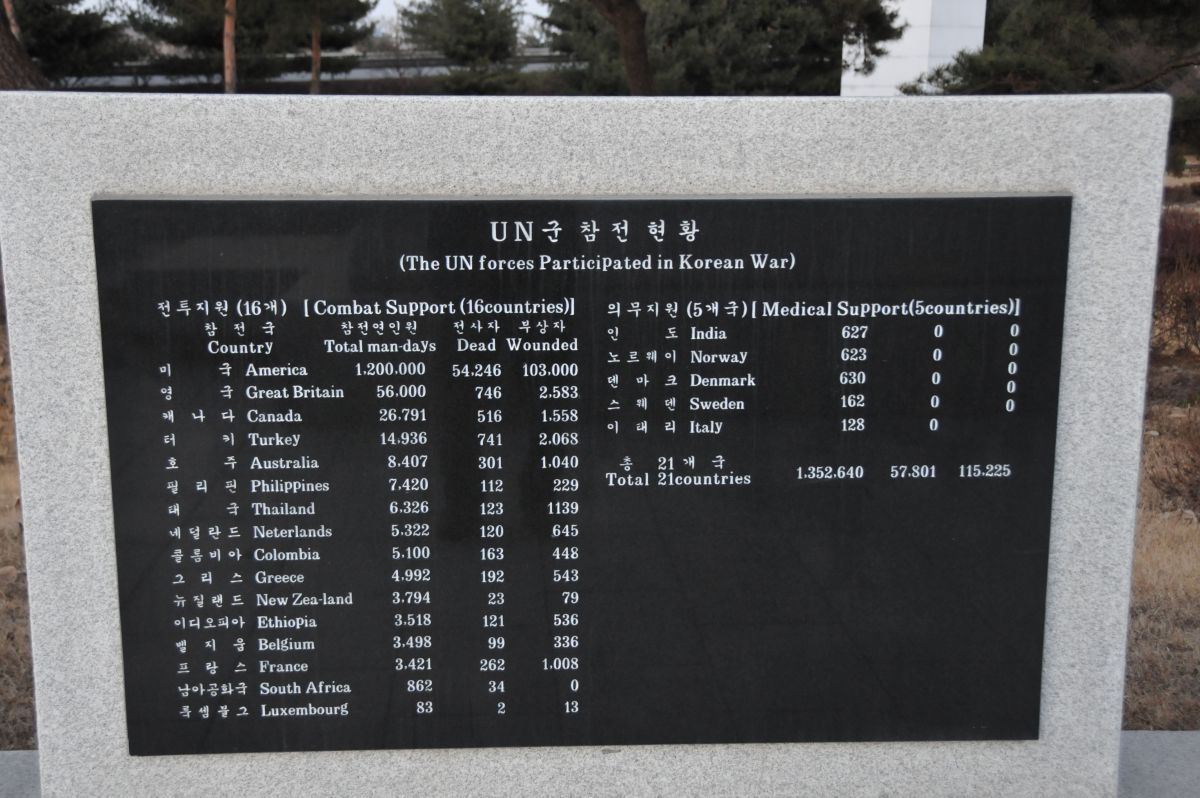 UN군 참전현황
(The UN forces Participated in Korean War)
전투지원 (16개) [Combat Support (16countries)]
참전국 참전연인원 전사자 부상자
Country Total man-days Dead Wounded
미국 America 1,200,000 54,246 103,000
영국 Great Britain 56,000 746 2,583
캐나다 Canada 26,791 516 1,558
터키 Turkey 14,936 741 2,068
호주 Australia 8,407 301 1,040
필리핀 Philippines 7,420 112 229
태국 Thailand 6,326 123 1139
네덜란드 Neterlands 5,322 120 645
콜롬비아 Colombia 5,100 163 448
그리스 Greece 4,992 192 543
뉴질랜드 New Zea-land 3,794 23 79
이디오피아 Ethiopia 3,518 121 536
벨지움 Belgium 3,498 99 336
프랑스 France 3,421 262 1,008
남아공화국 South Africa 862 34 0
룩셈불그 Luxembourg 83 2 13
의무지원 (5개국) [Medical Support(5countries)]
인도 India 627 0 0
노르웨이 Norway 623 0 0
덴마크 Denmark 630 0 0
스웨덴 Sweden 162 0 0
이태리 Italy 128 0 0
총 21개국
Total 21countries 1,352,640 57,801 115,225